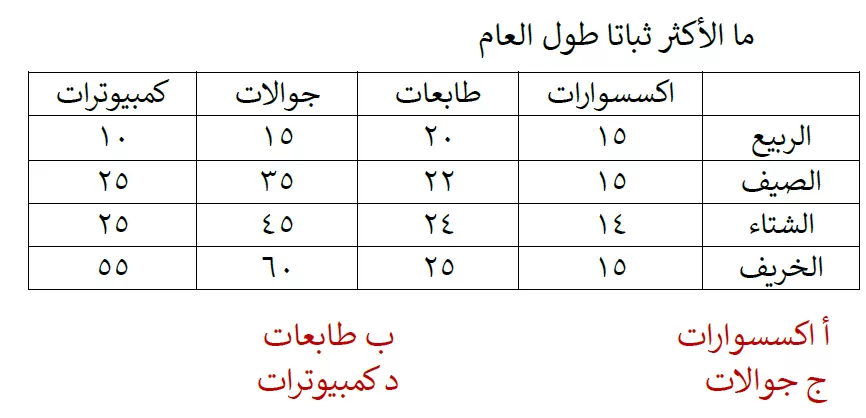 ما الأكثر ثباتا طول العام
اكسسوارات طابعات جوالات كمبيوترات
الربيع ١٥ ٢٠ ١٥ ١٠
الصيف ١٥ ٢٢ ٣٥ ٢٥
الشتاء ١٤ ٢٤ ٤٥ ٢٥
الخريف ١٥ ٢٥ ٦٠ ٥٥
أ اكسسوارات ب طابعات
ج جوالات د كمبيوترات